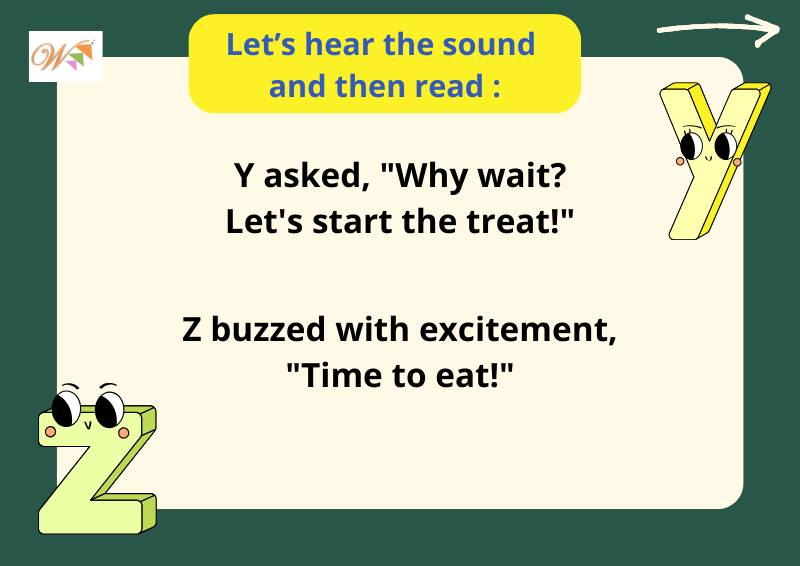 Let’s hear the sound
and then read :
W
Y asked, "Why wait?
Let's start the treat!"
Z buzzed with excitement,
"Time to eat!"